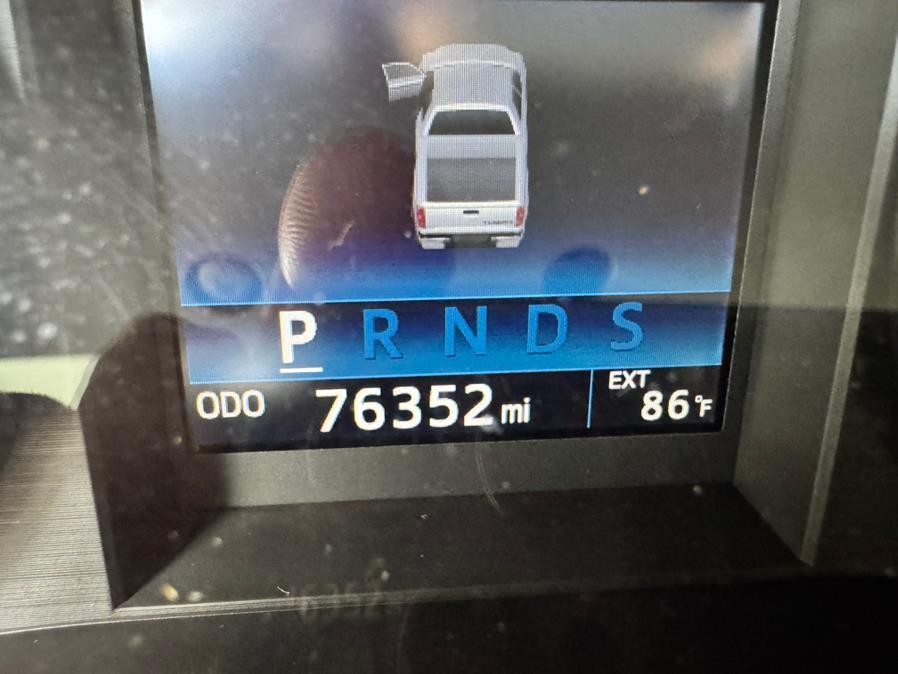 P R N D S
ODO 76352 mi
EXT
86°F